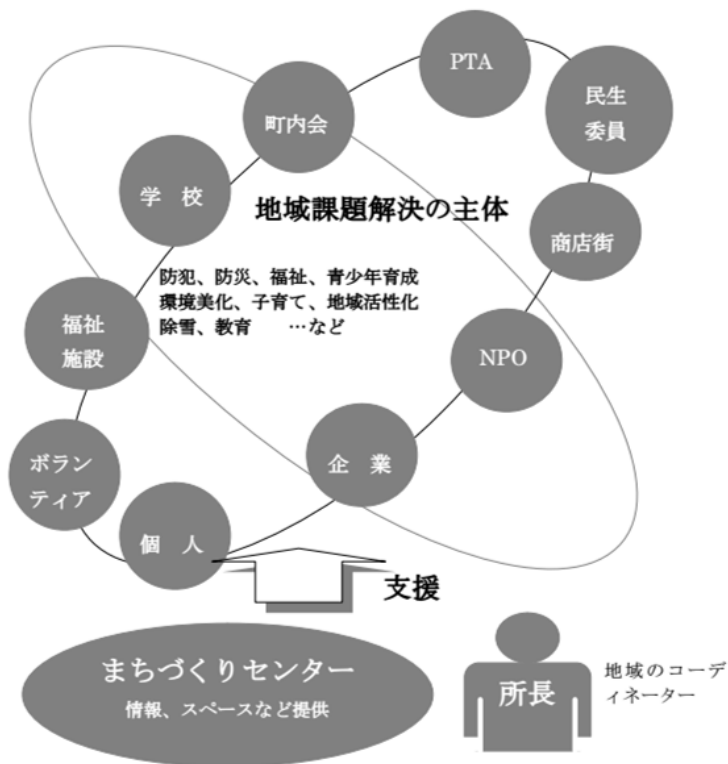 PTA
民生
委員
町内会
学　校
地域課題解決の主体
商店街
防犯、防災、福祉、青少年育成
環境美化、子育て、地域活性化
除雪、教育　　…など
福祉
施設
NPO
ボラン
ティア
企　業
個　人
支援
まちづくりセンター
情報、スペースなど提供
所長
地域のコーデ
ィネーター